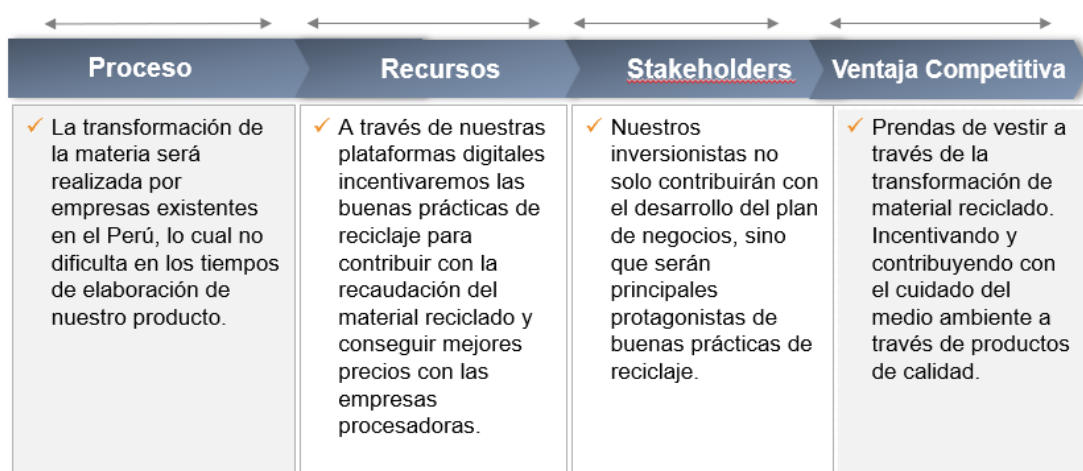 Proceso
Recursos
Stakeholders
Ventaja Competitiva
La transformación de
la materia será
realizada por
empresas existentes
en el Perú, lo cual no
dificulta en los tiempos
de elaboración de
nuestro producto.
A través de nuestras
plataformas digitales
incentivaremos las
buenas prácticas de
reciclaje para
contribuir con la
recaudación del
material reciclado y
conseguir mejores
precios con las
empresas
procesadoras.
Nuestros
inversionistas no
solo contribuirán con
el desarrollo del plan
de negocios, sino
que serán
principales
protagonistas de
buenas prácticas de
reciclaje.
Prendas de vestir a
través de la
transformación de
material reciclado.
Incentivando y
contribuyendo con
el cuidado del
medio ambiente a
través de productos
de calidad.